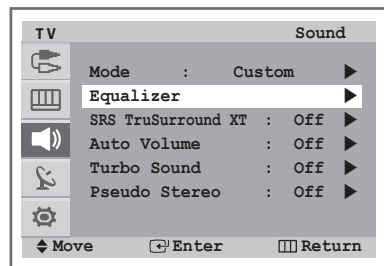 TV Sound
Mode : Custom
Equalizer
SRS TruSurround XT : Off
Auto Volume : Off
Turbo Sound : Off
Pseudo Stereo : Off
Move Enter Return